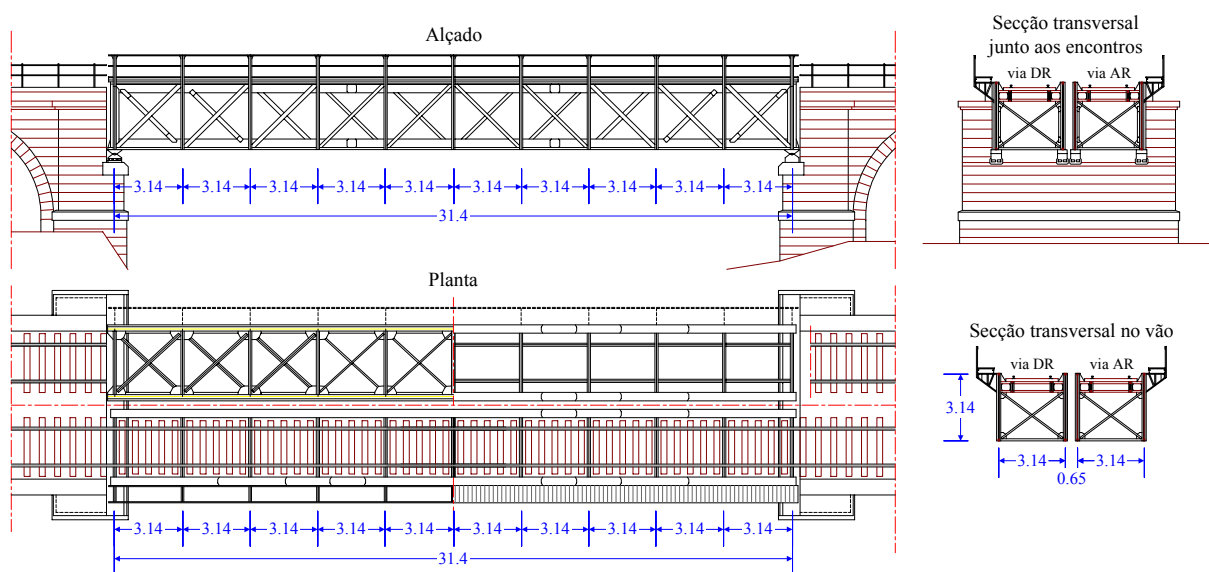 Alçado
3.14 3.14 3.14 3.14 3.14 3.14 3.14 3.14 3.14 3.14
31.4
Planta
3.14 3.14 3.14 3.14 3.14 3.14 3.14 3.14 3.14 3.14
31.4
Secção transversal
junto aos encontros
via DR via AR
Secção transversal no vão
via DR via AR
3.14
3.14 3.14
0.65